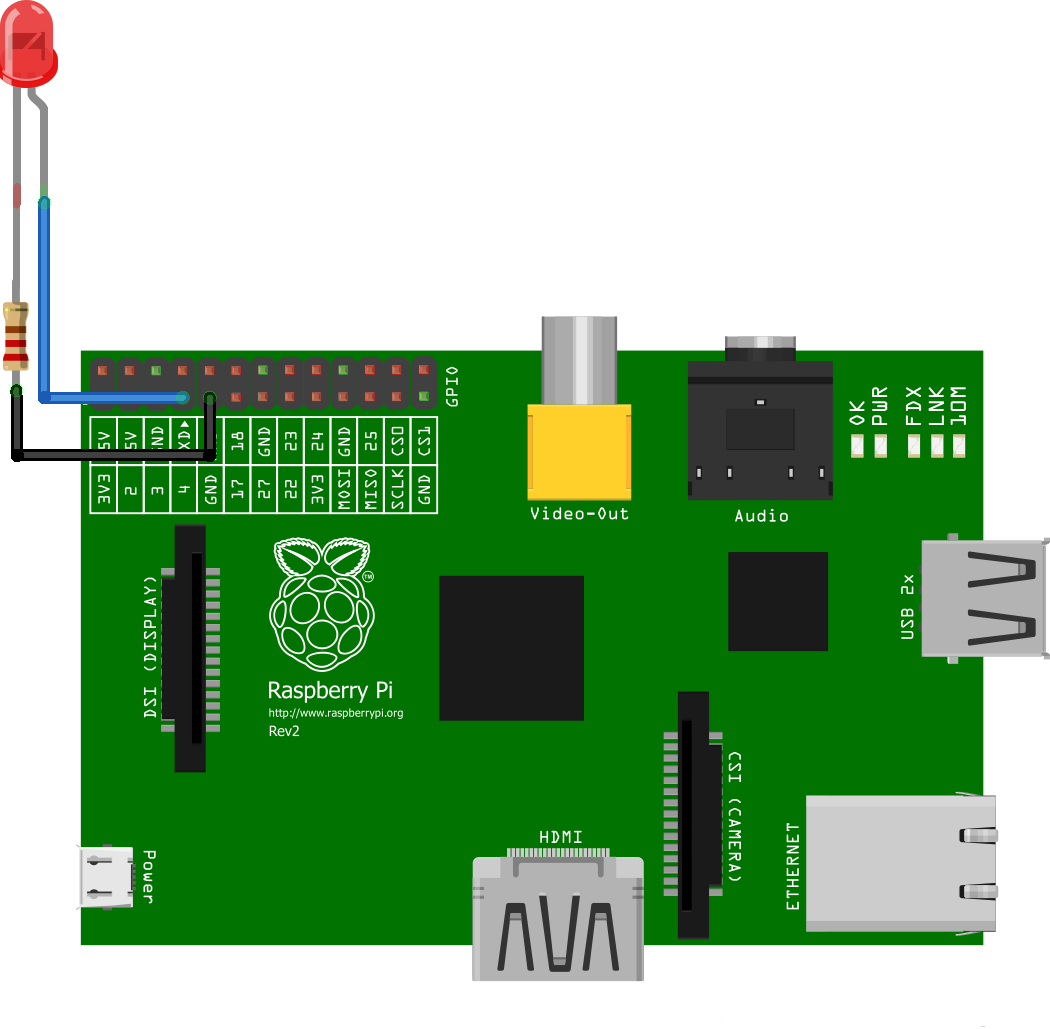 GPIO
5V
5V
GND
XD
18
GND
23
24
GND
25
CS0
CS1
3V3
2
3
4
GND
17
27
22
3V3
MOSI
MISO
SCLK
GND
Video-Out
Audio
OK
PWR
FDX
LNK
10M
USB 2x
DSI (DISPLAY)
TM
Raspberry Pi
http://www.raspberrypi.org
Rev2
CSI (CAMERA)
HDMI
ETHERNET
Power